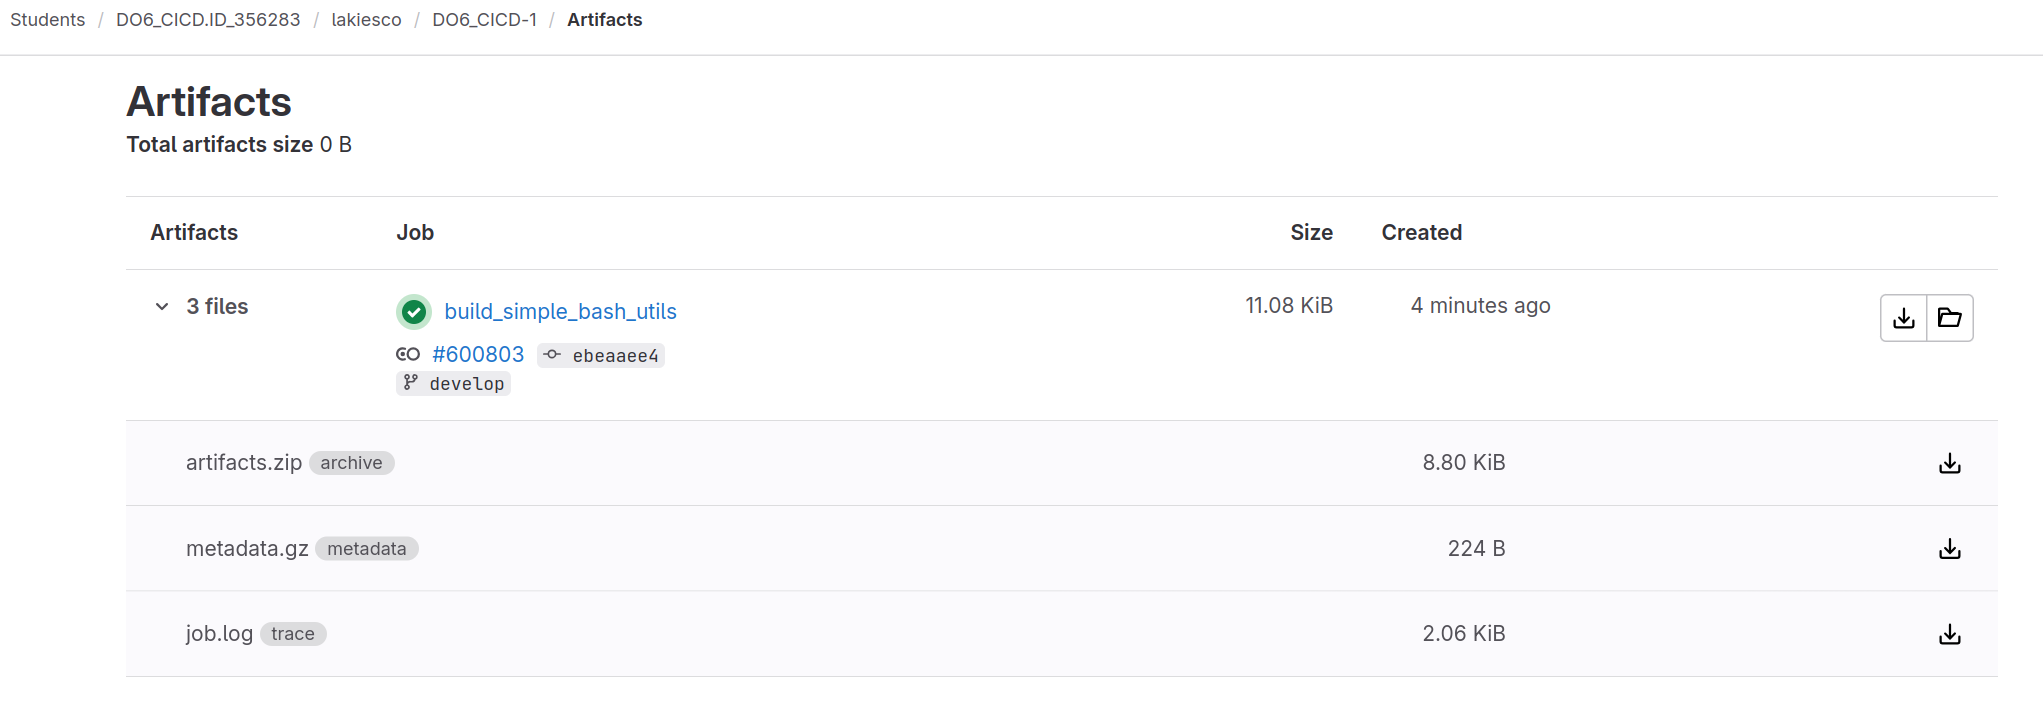 Students / DO6_CICD.ID_356283 / lakiesco / DO6_CICD-1 / Artifacts
Artifacts
Total artifacts size 0 B
Artifacts Job Size Created
3 files build_simple_bash_utils 11.08 KiB 4 minutes ago
#600803 ebeaaee4
develop
artifacts.zip archive 8.80 KiB
metadata.gz metadata 224 B
job.log trace 2.06 KiB